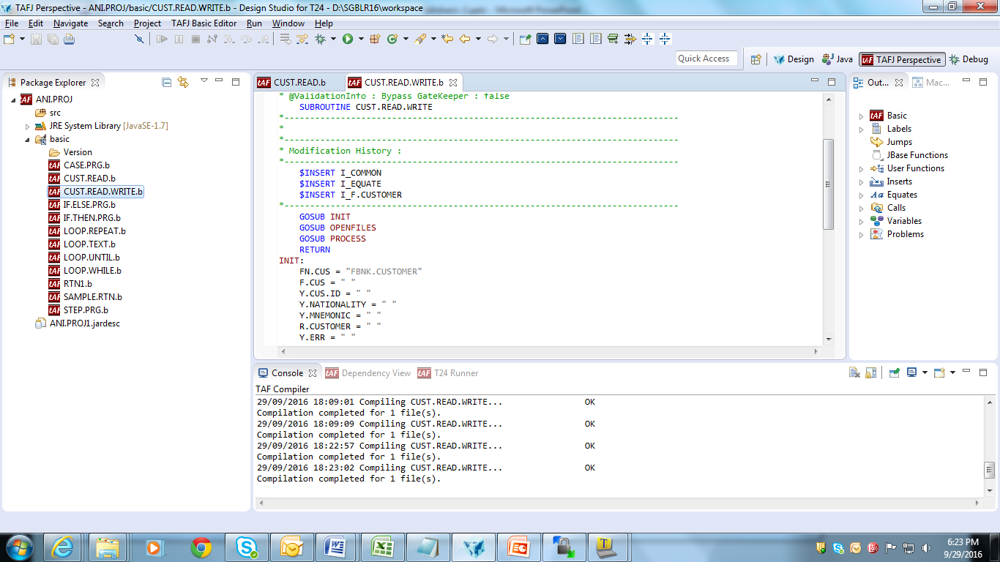 TAFJ Perspective - ANI.PROJ/basic/CUST.READ.WRITE.b - Design Studio for T24 - D:\SGBLR16\workspace
File Edit Navigate Search Project TAFJ Basic Editor Run Window Help
Quick Access
Design Java TAFJ Perspective Debug
Package Explorer
ANI.PROJ
src
JRE System Library [JavaSE-1.7]
basic
Version
CASE.PRG.b
CUST.READ.b
CUST.READ.WRITE.b
IF.ELSE.PRG.b
IF.THEN.PRG.b
LOOP.REPEAT.b
LOOP.TEXT.b
LOOP.UNTIL.b
LOOP.WHILE.b
RTN1.b
SAMPLE.RTN.b
STEP.PRG.b
ANI.PROJ1.jardesc
CUST.READ.b CUST.READ.WRITE.b
* @ValidationInfo : Bypass GateKeeper : false
SUBROUTINE CUST.READ.WRITE
*-----------------------------------------------------------------------------
*
*-----------------------------------------------------------------------------
* Modification History :
*-----------------------------------------------------------------------------
$INSERT I_COMMON
$INSERT I_EQUATE
$INSERT I_F.CUSTOMER
*-----------------------------------------------------------------------------
GOSUB INIT
GOSUB OPENFILES
GOSUB PROCESS
RETURN
INIT:
FN.CUS = "FBNK.CUSTOMER"
F.CUS = " "
Y.CUS.ID = " "
Y.NATIONALITY = " "
Y.MNEMONIC = " "
R.CUSTOMER = " "
Y.ERR = " "
Out... Mac...
Basic
Labels
Jumps
JBase Functions
User Functions
Inserts
Equates
Calls
Variables
Problems
Console Dependency View T24 Runner
TAF Compiler
29/09/2016 18:09:01 Compiling CUST.READ.WRITE... OK
Compilation completed for 1 file(s).
29/09/2016 18:09:09 Compiling CUST.READ.WRITE... OK
Compilation completed for 1 file(s).
29/09/2016 18:22:57 Compiling CUST.READ.WRITE... OK
Compilation completed for 1 file(s).
29/09/2016 18:23:02 Compiling CUST.READ.WRITE... OK
Compilation completed for 1 file(s).
6:23 PM
9/29/2016